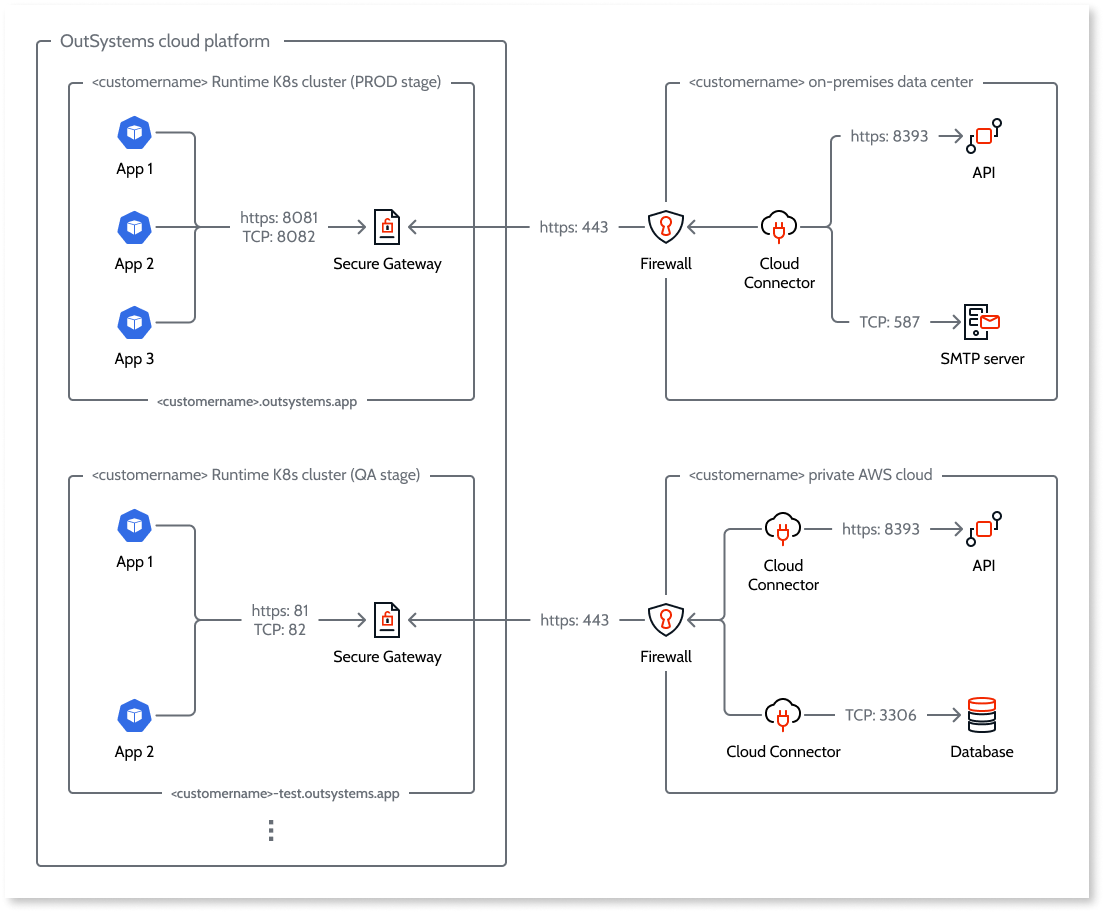 OutSystems cloud platform
<customername> Runtime K8s cluster (PROD stage)
App 1
App 2
App 3
https: 8081
TCP: 8082
Secure Gateway
<customername>.outsystems.app
https: 443
<customername> on-premises data center
Firewall
Cloud
Connector
https: 8393
API
TCP: 587
SMTP server
<customername> Runtime K8s cluster (QA stage)
App 1
App 2
https: 81
TCP: 82
Secure Gateway
<customername>-test.outsystems.app
https: 443
<customername> private AWS cloud
Firewall
Cloud
Connector
https: 8393
API
Cloud Connector
TCP: 3306
Database